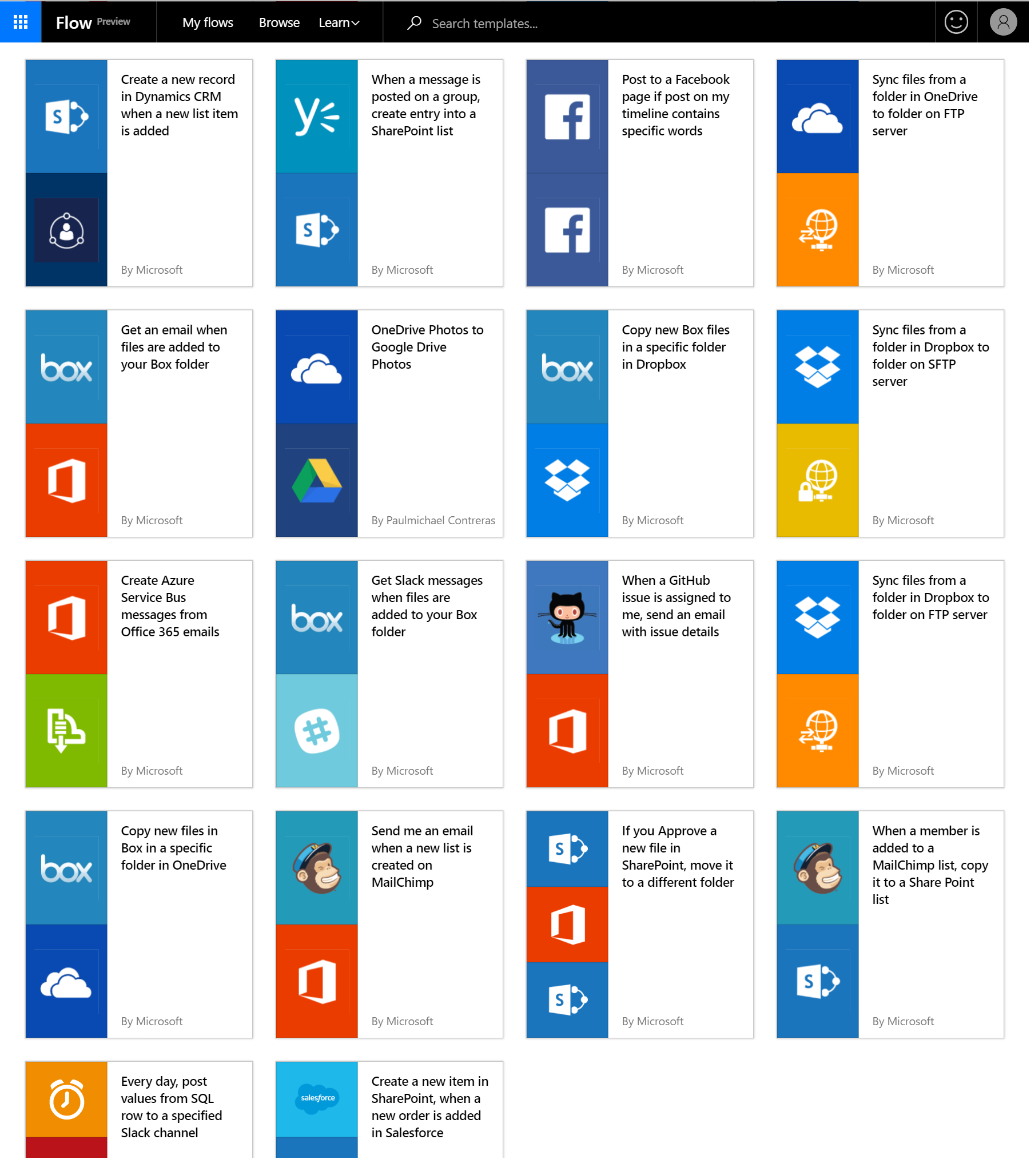 Flow Preview
My flows
Browse
Learn
Search templates...
Create a new record
in Dynamics CRM
when a new list item
is added
By Microsoft
S
When a message is
posted on a group,
create entry into a
SharePoint list
By Microsoft
S
Post to a Facebook
page if post on my
timeline contains
specific words
By Microsoft
f
f
Sync files from a
folder in OneDrive
to folder on FTP
server
By Microsoft
box
Get an email when
files are added to
your Box folder
By Microsoft
OneDrive Photos to
Google Drive
Photos
By Paulmichael Contreras
box
Copy new Box files
in a specific folder
in Dropbox
By Microsoft
Sync files from a
folder in Dropbox to
folder on SFTP
server
By Microsoft
Create Azure
Service Bus
messages from
Office 365 emails
By Microsoft
box
Get Slack messages
when files are
added to your Box
folder
By Microsoft
When a GitHub
issue is assigned to
me, send an email
with issue details
By Microsoft
Sync files from a
folder in Dropbox to
folder on FTP server
By Microsoft
box
Copy new files in
Box in a specific
folder in OneDrive
By Microsoft
Send me an email
when a new list is
created on
MailChimp
By Microsoft
S
If you Approve a
new file in
SharePoint, move it
to a different folder
S
By Microsoft
When a member is
added to a
MailChimp list, copy
it to a Share Point
list
S
By Microsoft
Every day, post
values from SQL
row to a specified
Slack channel
salesforce
Create a new item in
SharePoint, when a
new order is added
in Salesforce